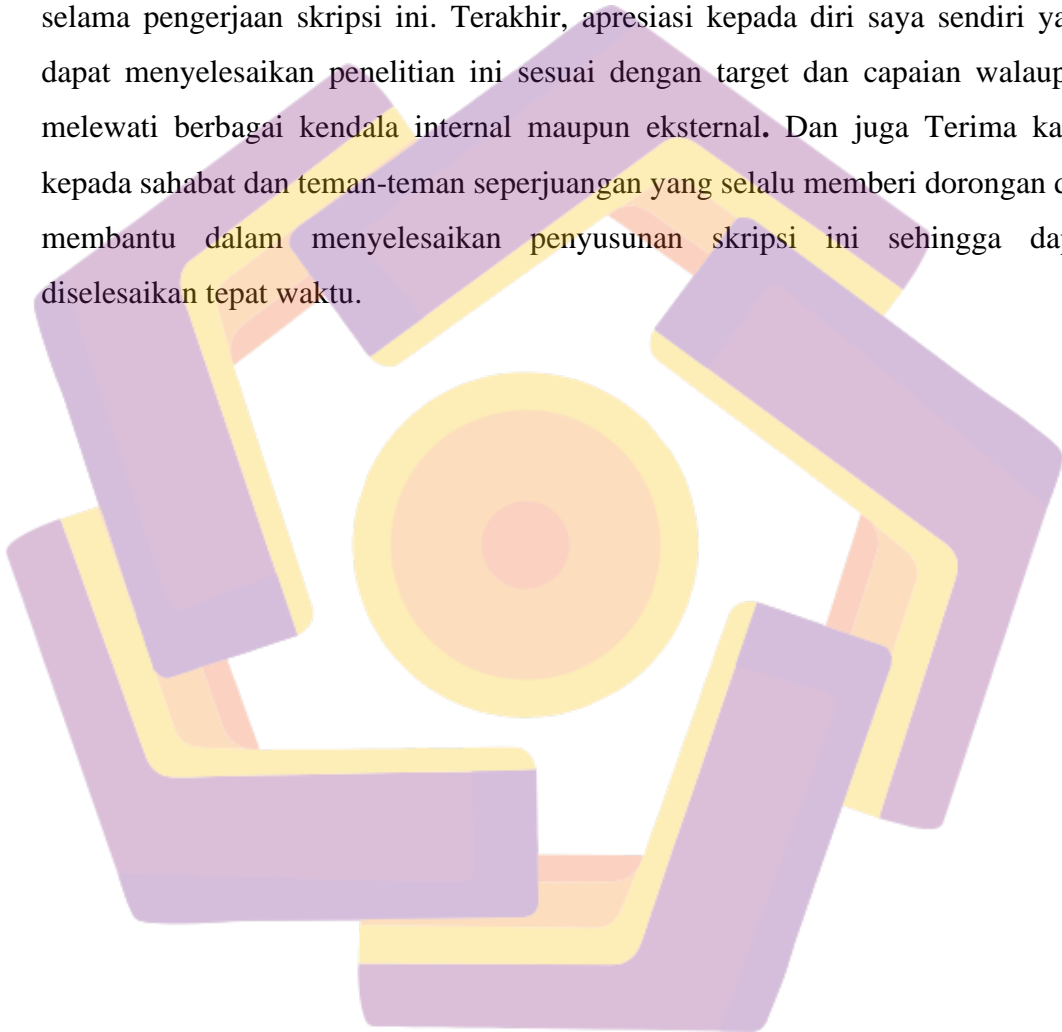 selama pengerjaan skripsi ini. Terakhir, apresiasi kepada diri saya sendiri
dapat menyelesaikan penelitian ini sesuai dengan target dan capaian
melewati berbagai kendala internal maupun eksternal. Dan juga Terima
kepada sahabat dan teman-teman seperjuangan yang selalu memberi dorongan
membantu dalam menyelesaikan penyusunan skripsi ini sehingga
diselesaikan tepat waktu.